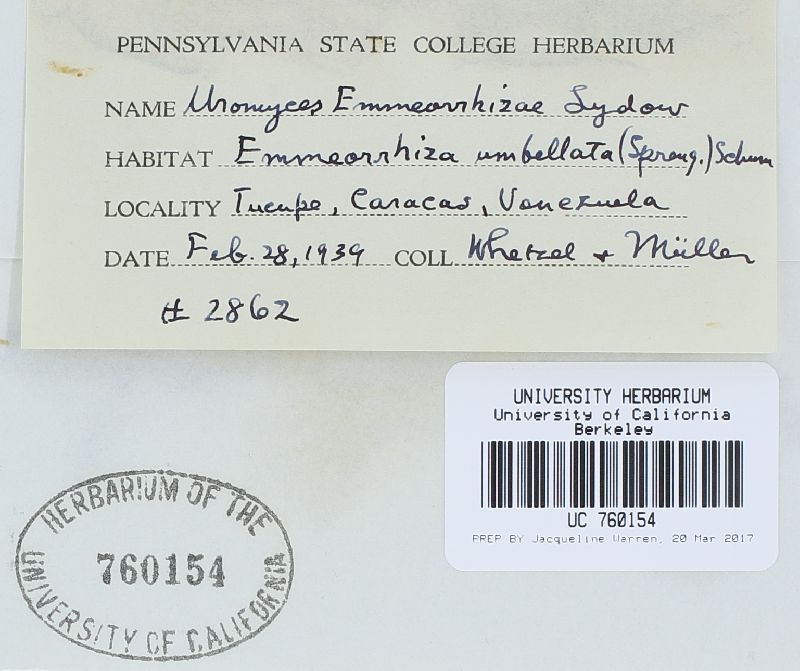 PENNSYLVANIA STATE COLLEGE HERBARIUM
NAME Uromyces Emmeorrhizae Sydow
HABITAT Emmeorrhiza umbellata (Spreng.) Schum
LOCALITY Tucupe, Caracas, Venezuela
DATE Feb. 28, 1939 COLL Whetzel + Müller
# 2862
UNIVERSITY HERBARIUM
University of California
Berkeley
UC 760154
PREP BY Jacqueline Warren, 20 Mar 2017
HERBARIUM OF THE
760154
UNIVERSITY OF CALIFORNIA